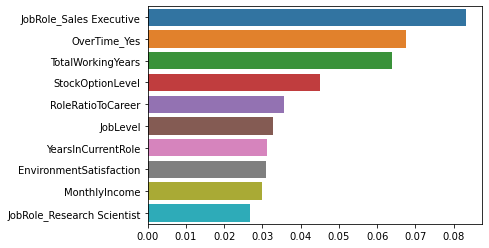 JobRole_Sales Executive
OverTime_Yes
TotalWorkingYears
StockOptionLevel
RoleRatioToCareer
JobLevel
YearsInCurrentRole
EnvironmentSatisfaction
MonthlyIncome
JobRole_Research Scientist
0.00 0.01 0.02 0.03 0.04 0.05 0.06 0.07 0.08